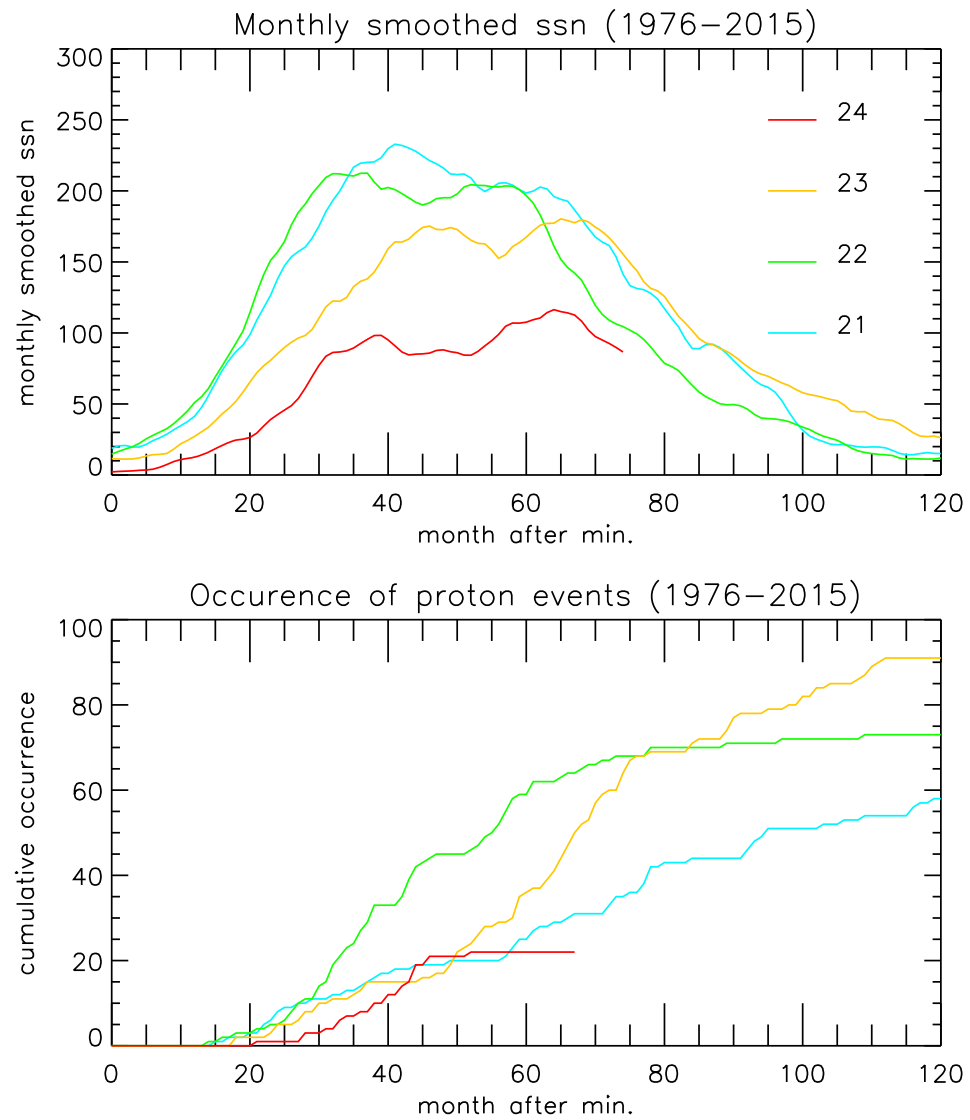 Monthly smoothed ssn (1976−2015)
300
250
200
150
100
50
0
monthly smoothed ssn
24
23
22
21
0 20 40 60 80 100 120
month after min.
Occurence of proton events (1976−2015)
100
80
60
40
20
0
cumulative occurrence
0 20 40 60 80 100 120
month after min.